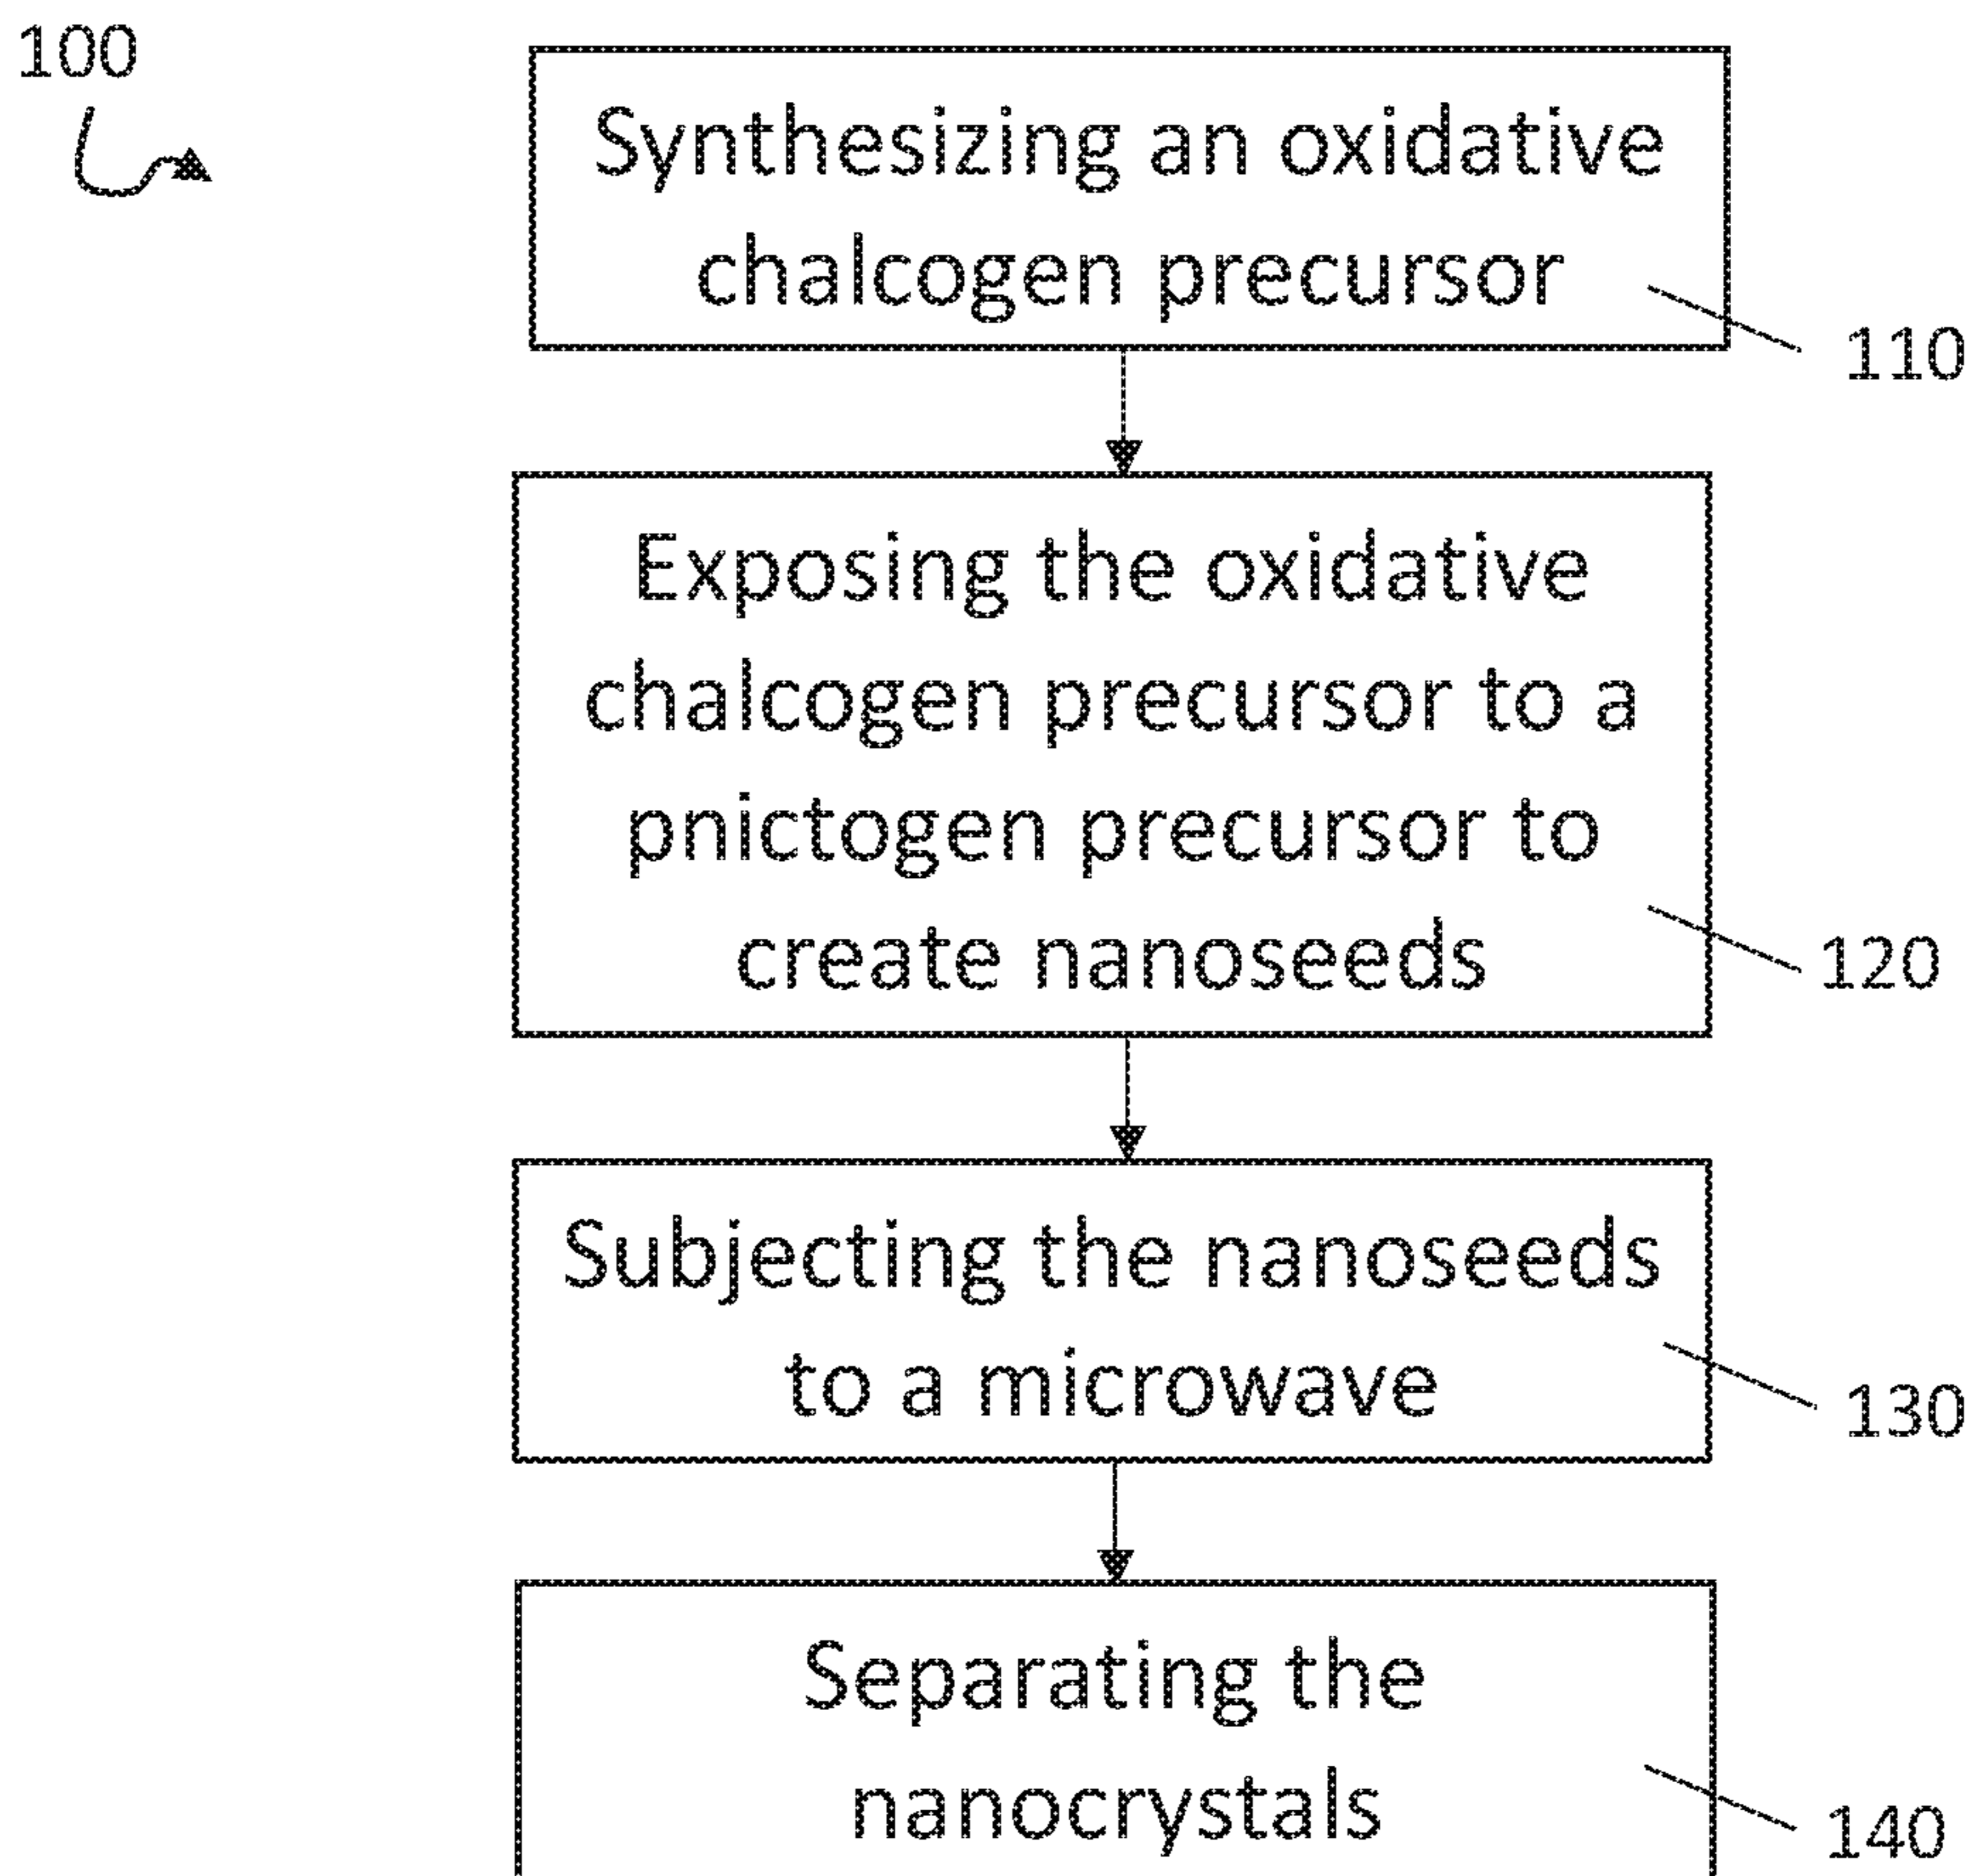 100
Synthesizing an oxidative
chalcogen precursor
110
Exposing the oxidative
chalcogen precursor to a
pnictogen precursor to
create nanoseeds
120
Subjecting the nanoseeds
to a microwave
130
Separating the
nanocrystals
140